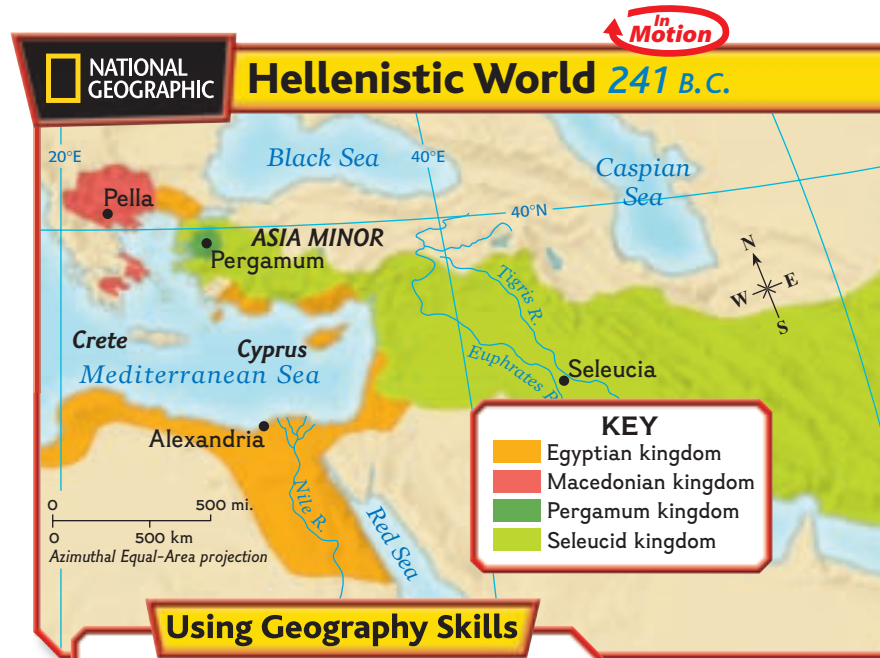 In
Motion
NATIONAL
GEOGRAPHIC
Hellenistic World 241 B.C.
20°E
Black Sea
40°E
Caspian
Sea
Pella
40°N
ASIA MINOR
Pergamum
N
W
E
S
Tigris R.
Crete
Cyprus
Mediterranean Sea
Euphrates R.
Seleucia
Alexandria
Nile R.
Red Sea
KEY
Egyptian kingdom
Macedonian kingdom
Pergamum kingdom
Seleucid kingdom
0 500 mi.
0 500 km
Azimuthal Equal-Area projection
Using Geography Skills